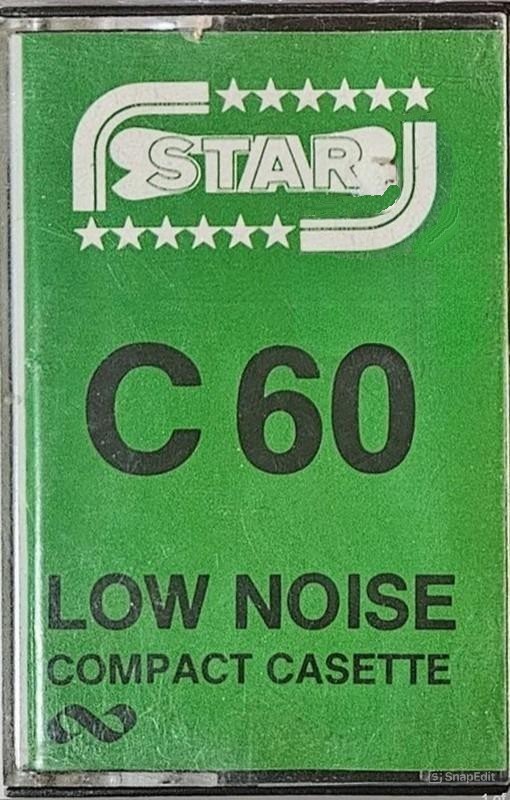 STAR
C 60
LOW NOISE
COMPACT CASETTE
SnapEdit